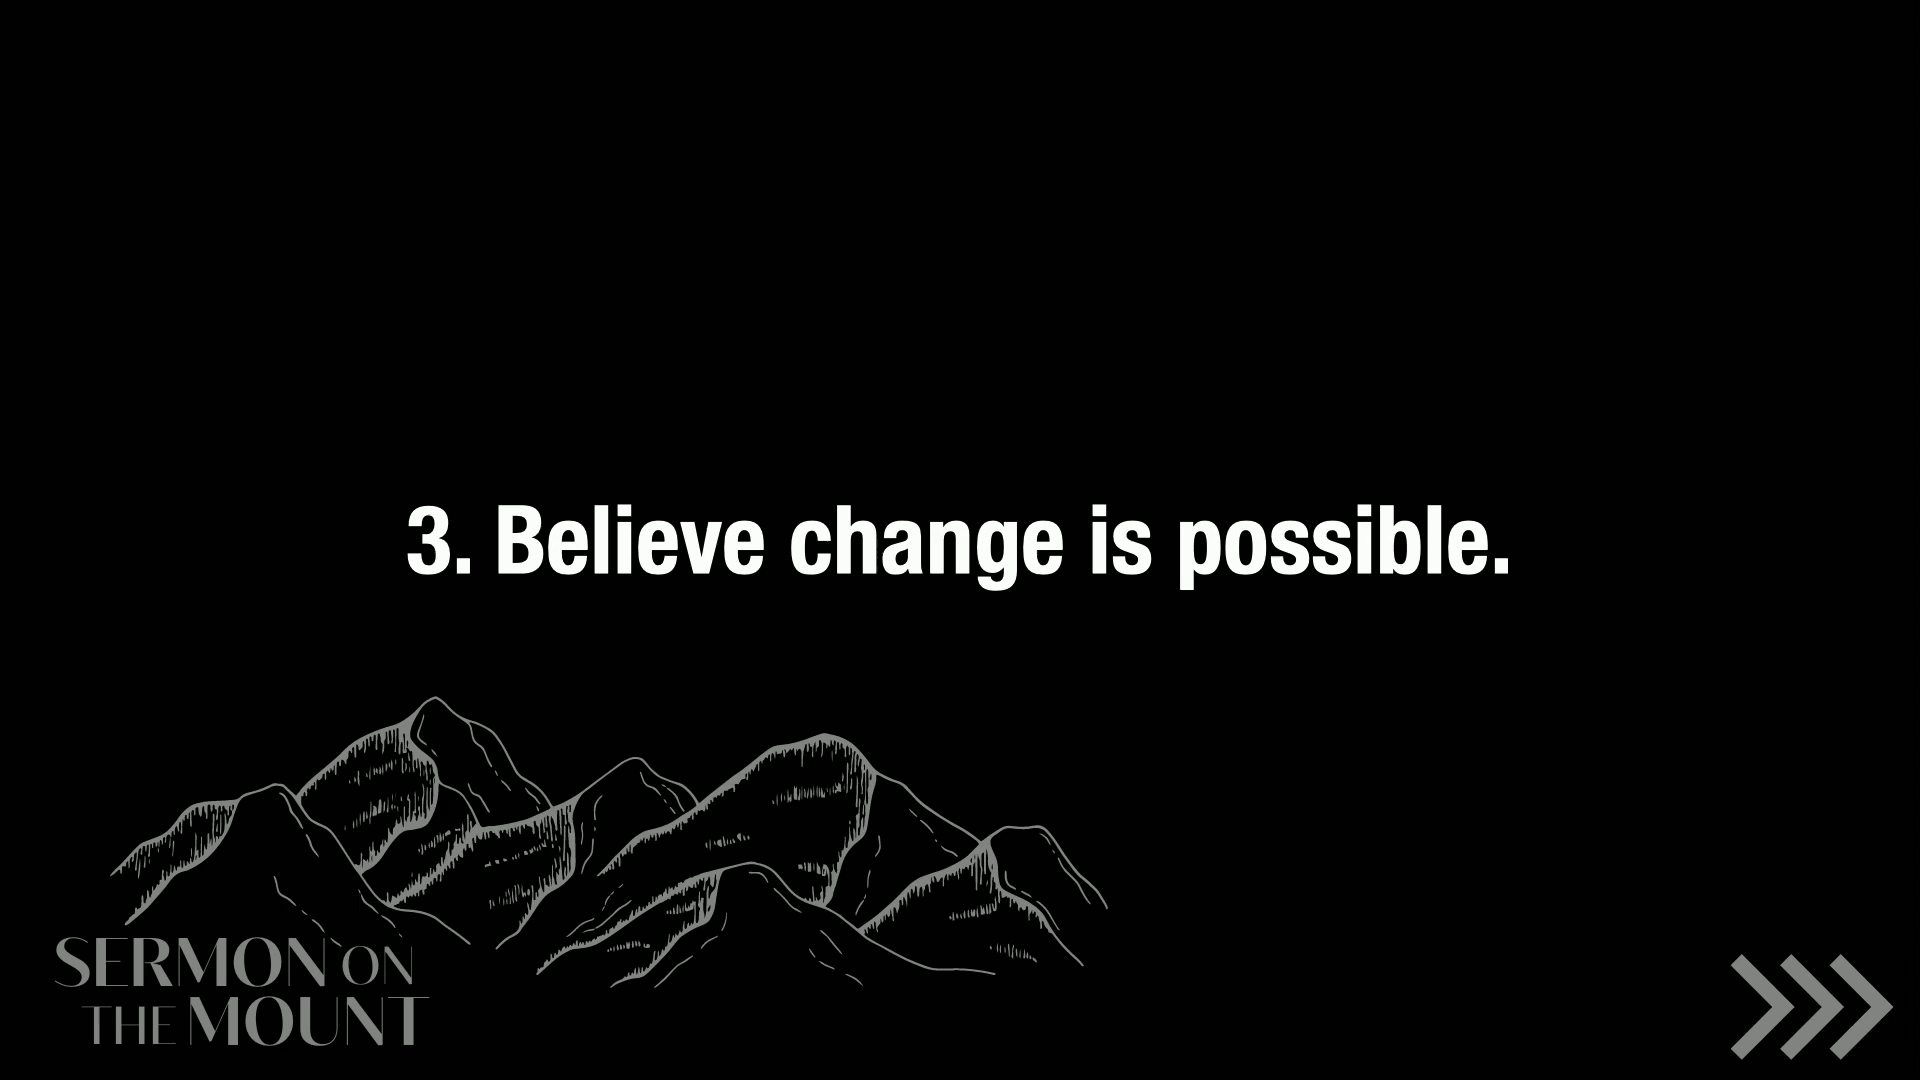 3. Believe change is possible.
SERMON ON
THE MOUNT